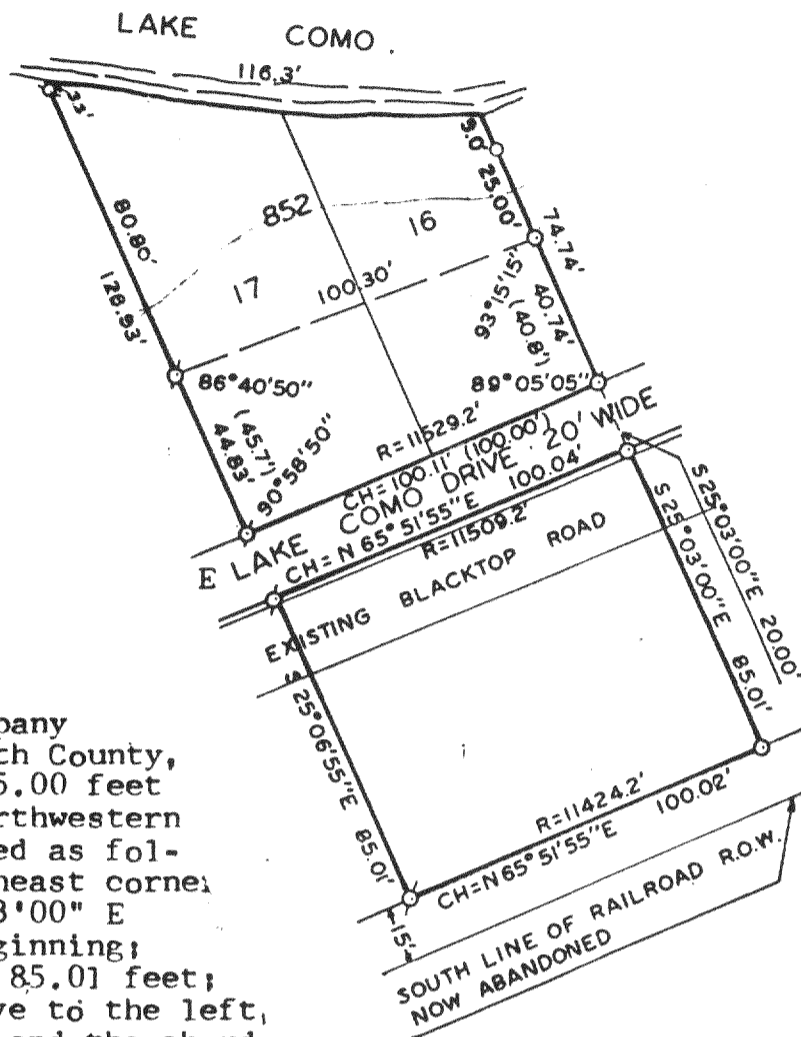 LAKE COMO.
116.3'
.33'
9.0'
25.00'
74.74'
80.80'
128.93'
852
16
17
100.30'
93°15'15"
40.74'
(40.8')
86°40'50"
(45.7')
44.83'
90°58'50"
89°05'05"
R=11529.2'
CH=100.11' (100.00')
E LAKE COMO DRIVE 20' WIDE
CH=N 65°51'55"E 100.04'
R=11509.2'
EXISTING BLACKTOP ROAD
S 25°03'00"E 20.00'
S 25°03'00"E 85.01'
S 25°06'55"E 85.01'
R=11424.2'
CH=N 65°51'55"E 100.02'
15'
SOUTH LINE OF RAILROAD R.O.W.
NOW ABANDONED
pany
th County,
5.00 feet
rthwestern
ed as fol-
heast corner
3'00" E
ginning;
85.01 feet;
ve to the left,